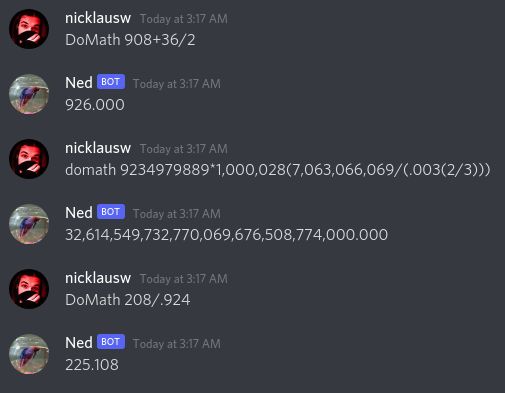 nicklausw Today at 3:17 AM
DoMath 908+36/2
Ned BOT Today at 3:17 AM
926.000
nicklausw Today at 3:17 AM
domath 9234979889*1,000,028(7,063,066,069/(.003(2/3)))
Ned BOT Today at 3:17 AM
32,614,549,732,770,069,676,508,774,000.000
nicklausw Today at 3:17 AM
DoMath 208/.924
Ned BOT Today at 3:17 AM
225.108